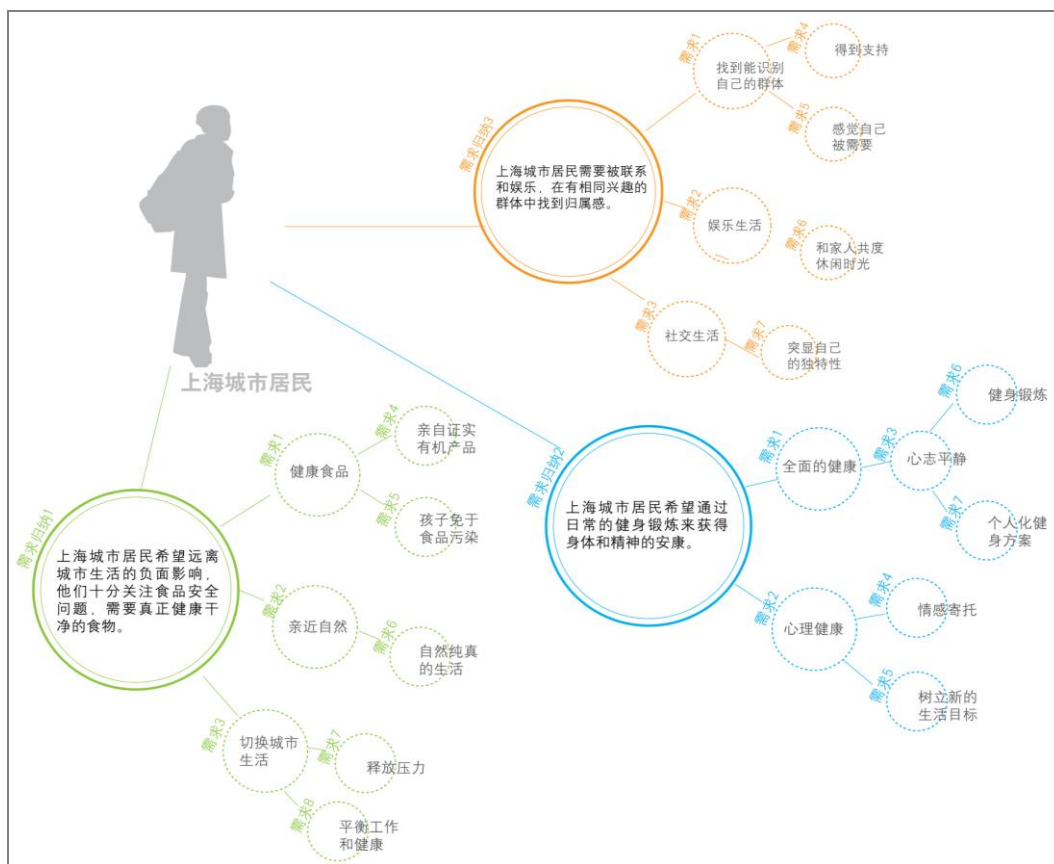 需求归纳3
上海城市居民需要被联系
和娱乐，在有相同兴趣的
群体中找到归属感。
需求1
找到能识别
自己的群体
需求4
得到支持
需求5
感觉自己
被需要
需求2
娱乐生活
需求6
和家人共度
休闲时光
需求3
社交生活
需求7
突显自己
的独特性
上海城市居民
需求归纳2
上海城市居民希望通过
日常的健身锻炼来获得
身体和精神的安康。
需求1
全面的健康
需求3
心志平静
需求6
健身锻炼
需求7
个人化健
身方案
需求2
心理健康
需求4
情感寄托
需求5
树立新的
生活目标
需求归纳1
上海城市居民希望远离
城市生活的负面影响，
他们十分关注食品安全
问题，需要真正健康干
净的食物。
需求1
健康食品
需求4
亲自证实
有机产品
需求5
孩子免于
食品污染
需求2
亲近自然
需求6
自然纯真
的生活
需求3
切换城市
生活
需求7
释放压力
需求8
平衡工作
和健康